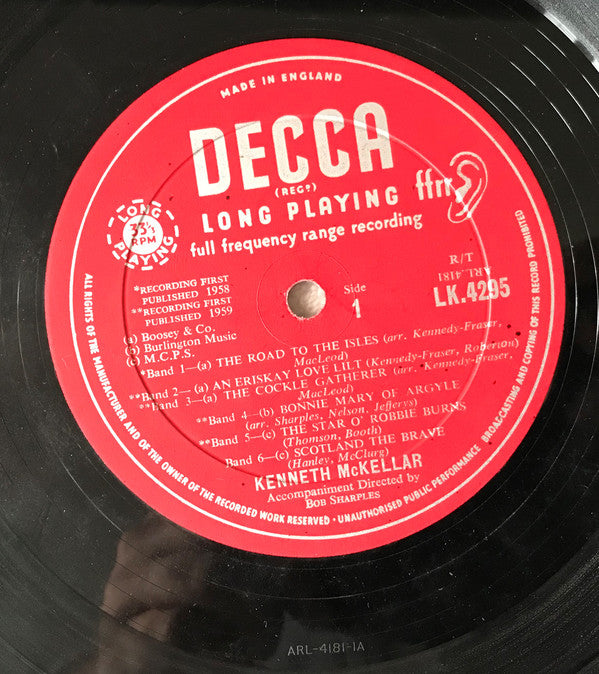 MADE IN ENGLAND
DECCA
(REGD)
LONG PLAYING
ffrr
full frequency range recording
LONG
33⅓
RPM
PLAYING
*RECORDING FIRST
PUBLISHED 1958
**RECORDING FIRST
PUBLISHED 1959
(a) Boosey & Co.
(b) Burlington Music
(c) M.C.P.S.
Side
1
R/T
ARL.4181
LK.4295
*Band 1—(a) THE ROAD TO THE ISLES (arr. Kennedy-Fraser,
MacLeod)
**Band 2—(a) AN ERISKAY LOVE LILT (Kennedy-Fraser, Roberton)
*Band 3—(a) THE COCKLE GATHERER (arr. Kennedy-Fraser,
MacLeod)
**Band 4—(b) BONNIE MARY OF ARGYLE
(arr. Sharples, Nelson, Jefferys)
**Band 5—(c) THE STAR O' ROBBIE BURNS
(Thomson, Booth)
Band 6—(c) SCOTLAND THE BRAVE
(Hanley, McClurg)
KENNETH McKELLAR
Accompaniment Directed by
BOB SHARPLES
ALL RIGHTS OF THE MANUFACTURER AND OF THE OWNER OF THE RECORDED WORK RESERVED · UNAUTHORISED PUBLIC PERFORMANCE BROADCASTING AND COPYING OF THIS RECORD PROHIBITED
ARL-4181-1A